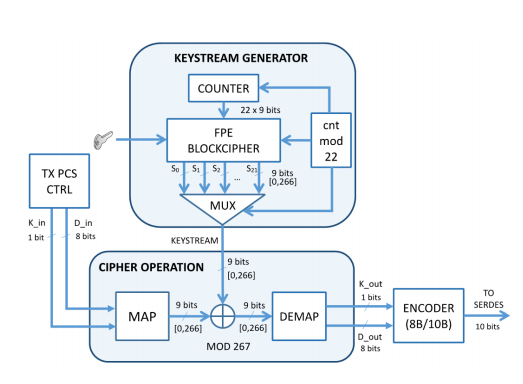 KEYSTREAM GENERATOR
COUNTER
22 x 9 bits
FPE
BLOCKCIPHER
cnt
mod
22
S0 S1 S2 ... S21
9 bits
[0,266]
MUX
TX PCS
CTRL
K_in
1 bit
D_in
8 bits
KEYSTREAM
9 bits
[0,266]
CIPHER OPERATION
MAP
9 bits
[0,266]
MOD 267
9 bits
[0,266]
DEMAP
K_out
1 bits
D_out
8 bits
ENCODER
(8B/10B)
TO
SERDES
10 bits